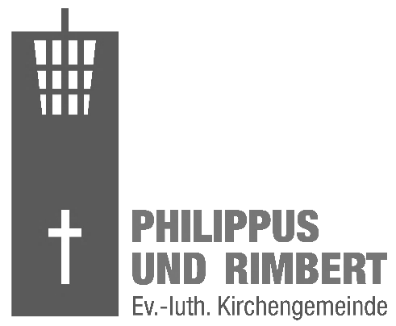 PHILIPPUS
UND RIMBERT
Ev.-luth. Kirchengemeinde